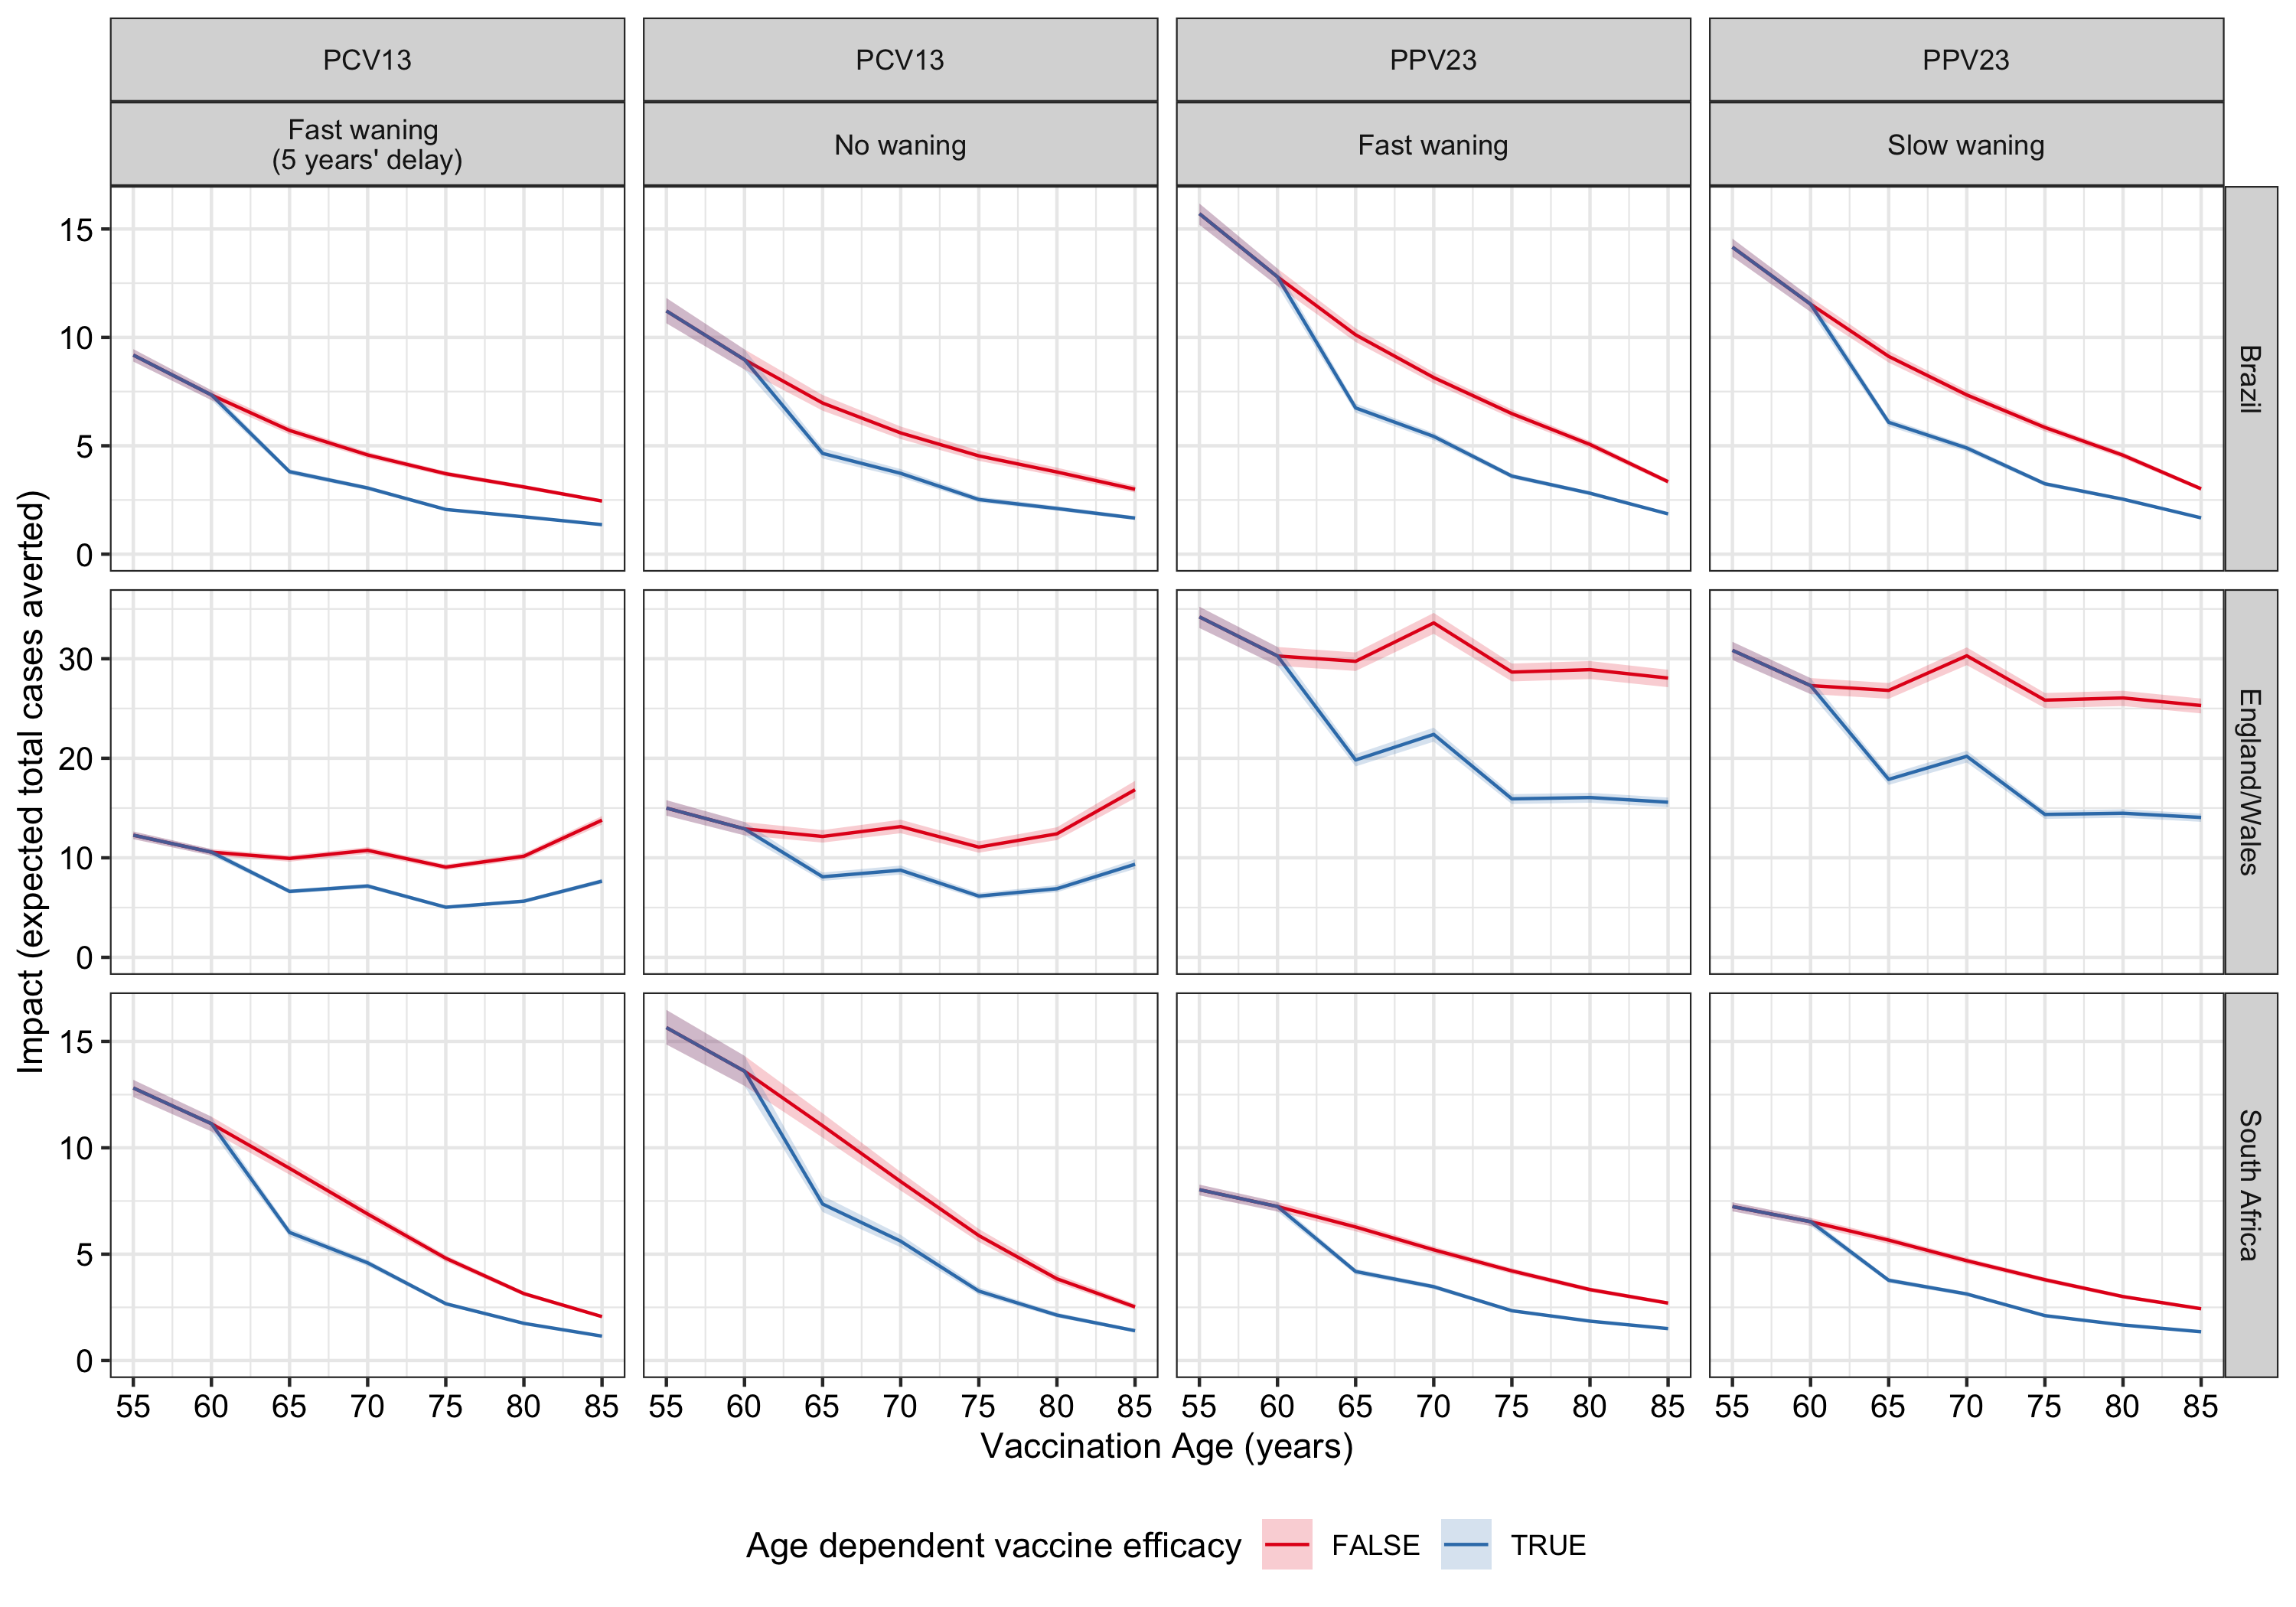 PCV13
PCV13
PPV23
PPV23
Fast waning
(5 years' delay)
No waning
Fast waning
Slow waning
15
10
5
0
Brazil
30
20
10
0
England/Wales
15
10
5
0
South Africa
Impact (expected total cases averted)
55 60 65 70 75 80 85
55 60 65 70 75 80 85
55 60 65 70 75 80 85
55 60 65 70 75 80 85
Vaccination Age (years)
Age dependent vaccine efficacy FALSE TRUE